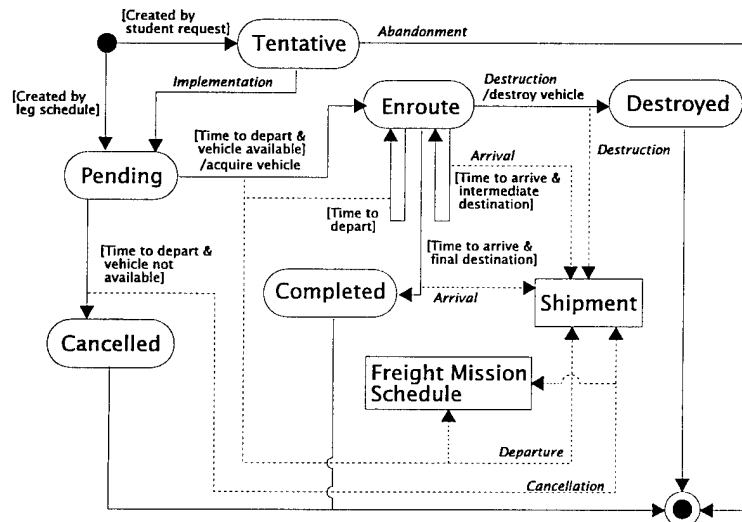 [Created by
student request]
Tentative
Abandonment
Implementation
[Created by
leg schedule]
Enroute
Destruction
/destroy vehicle
Destroyed
[Time to depart &
vehicle available]
/acquire vehicle
Pending
Arrival
Destruction
[Time to arrive &
intermediate
destination]
[Time to
depart]
[Time to depart &
vehicle not
available]
[Time to arrive &
final destination]
Completed
Arrival
Shipment
Cancelled
Freight Mission
Schedule
Departure
Cancellation